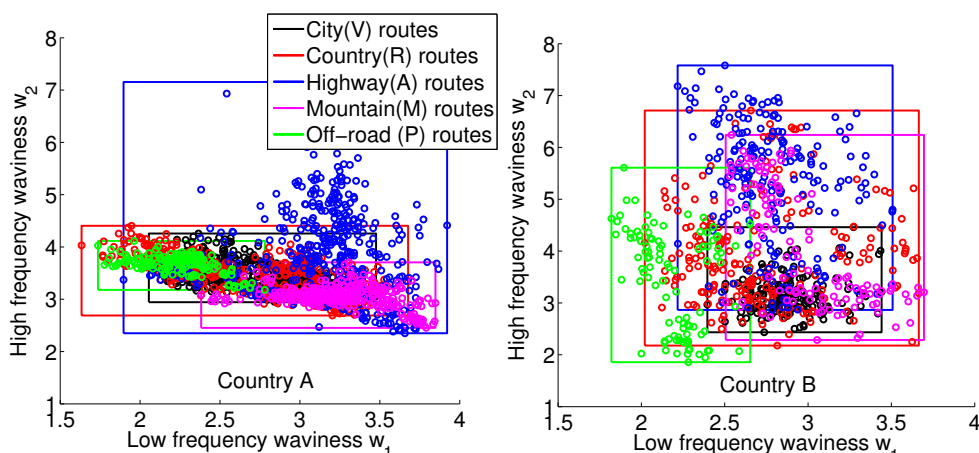 City(V) routes
Country(R) routes
Highway(A) routes
Mountain(M) routes
Off-road (P) routes
High frequency waviness w2
8
7
6
5
4
3
2
1
1
1.5
2
2.5
3
3.5
4
Country A
Low frequency waviness w1
High frequency waviness w2
8
7
6
5
4
3
2
1
1
1.5
2
2.5
3
3.5
4
Country B
Low frequency waviness w1